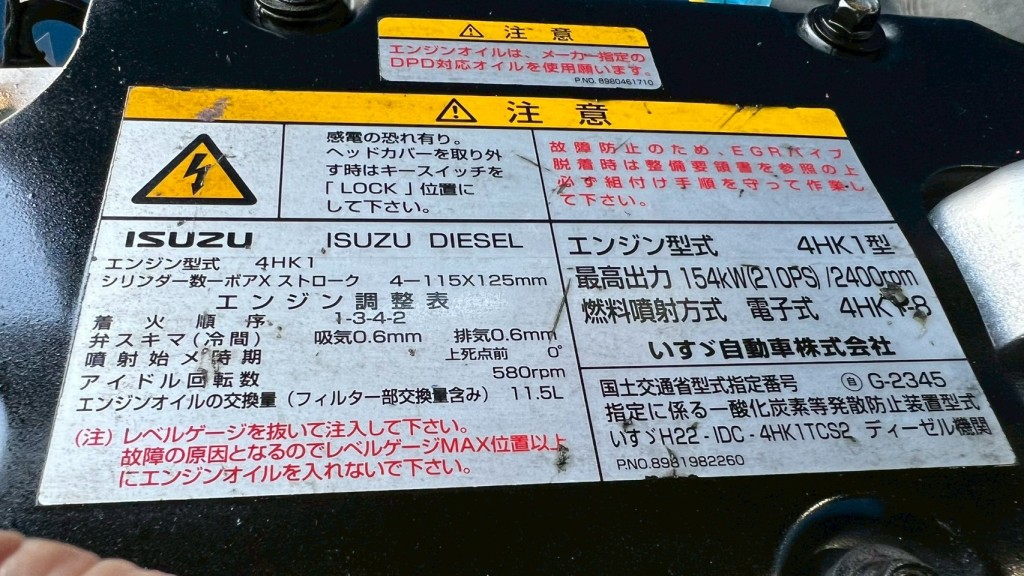 注意
エンジンオイルは、メーカー指定の
DPD対応オイルを使用願います。
P.NO. 8980461710
注意
感電の恐れ有り。
ヘッドカバーを取り外
す時はキースイッチを
「LOCK」位置に
して下さい。
故障防止のため、EGRパイプ
脱着時は整備要領書を参照の上
必ず組付け手順を守って作業し
て下さい。
ISUZU ISUZU DIESEL
エンジン型式 4HK1
シリンダー数ーボアX ストローク 4-115X125mm
エンジン調整表
着火順序 1-3-4-2
弁スキマ(冷間) 吸気0.6mm 排気0.6mm
噴射始メ時期 上死点前 0°
アイドル回転数 580rpm
エンジンオイルの交換量(フィルター部交換量含み) 11.5L
(注) レベルゲージを抜いて注入して下さい。
故障の原因となるのでレベルゲージMAX位置以上
にエンジンオイルを入れないで下さい。
エンジン型式 4HK1型
最高出力 154kW(210PS)/2400rpm
燃料噴射方式 電子式
いすゞ自動車株式会社
国土交通省型式指定番号 自 G-2345
指定に係る一酸化炭素等発散防止装置型式
いすゞH22-IDC-4HK1TCS2 ディーゼル機関
P.NO.8981982260